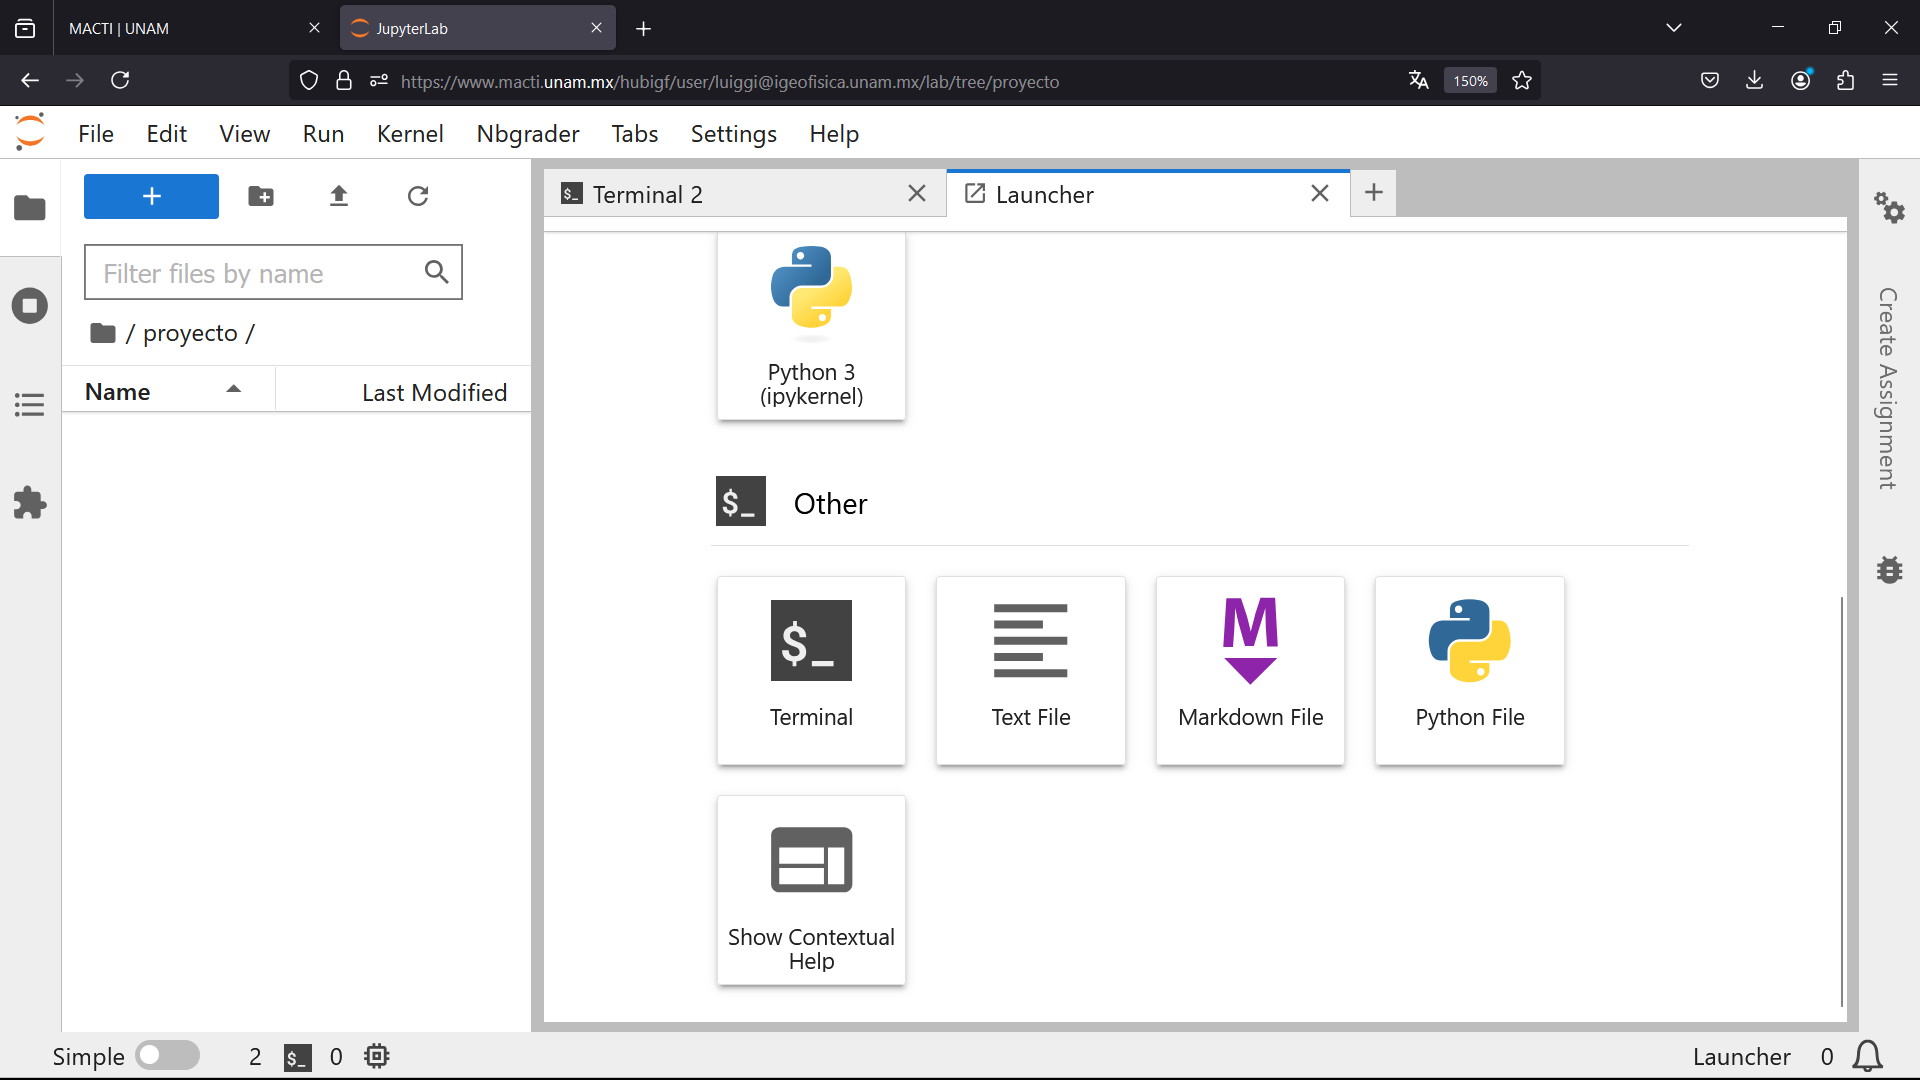 MACTI | UNAM
JupyterLab
https://www.macti.unam.mx/hubigf/user/luiggi@igeofisica.unam.mx/lab/tree/proyecto
150%
File Edit View Run Kernel Nbgrader Tabs Settings Help
Filter files by name
/ proyecto /
Name Last Modified
$_ Terminal 2
Launcher
Python 3
(ipykernel)
$_ Other
$_
Terminal
Text File
M
Markdown File
Python File
Show Contextual
Help
Create Assignment
Simple 2 $_ 0
Launcher 0